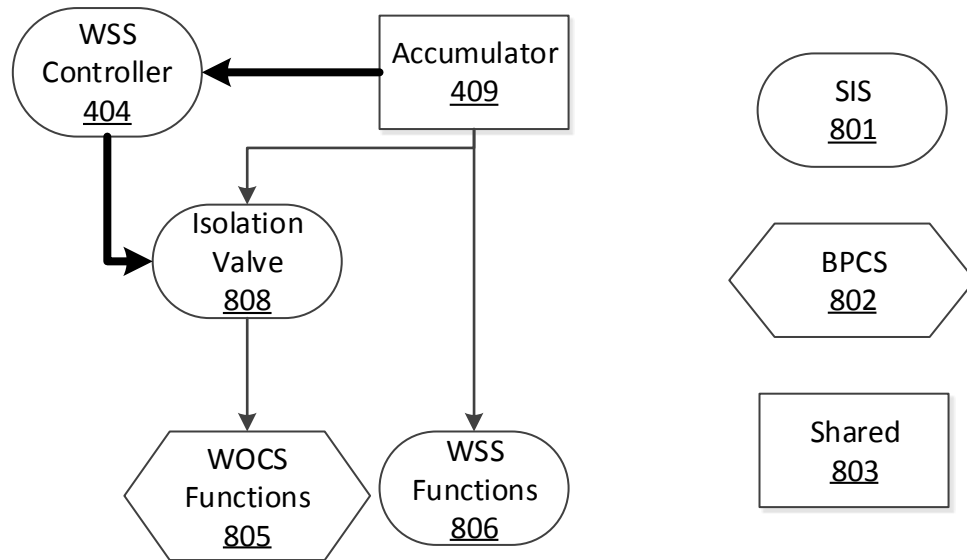 WSS
Controller
404
Accumulator
409
SIS
801
Isolation
Valve
808
BPCS
802
WOCS
Functions
805
WSS
Functions
806
Shared
803